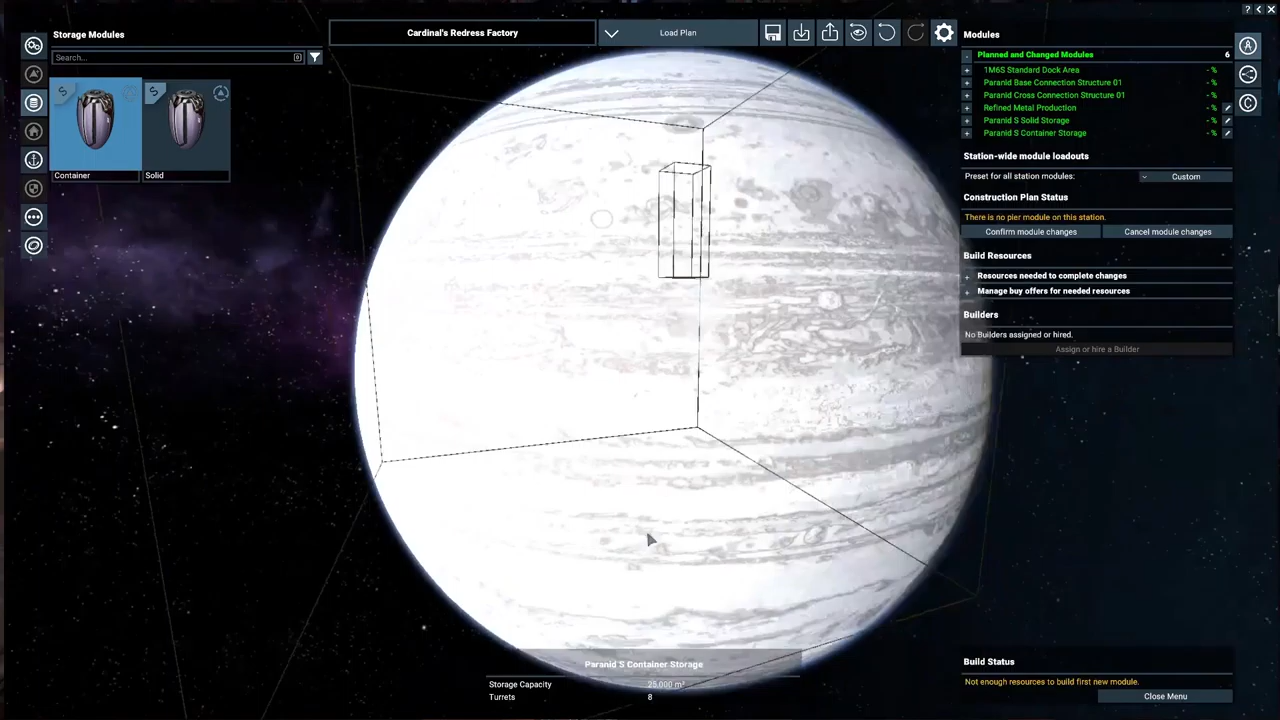 Storage Modules
Search...
S
S
Container
Solid
Cardinal's Redress Factory
Load Plan
? < X
Modules
- Planned and Changed Modules 6
+ 1M6S Standard Dock Area - %
+ Paranid Base Connection Structure 01 - %
+ Paranid Cross Connection Structure 01 - %
+ Refined Metal Production - %
+ Paranid S Solid Storage - %
+ Paranid S Container Storage - %
Station-wide module loadouts
Preset for all station modules: Custom
Construction Plan Status
There is no pier module on this station.
Confirm module changes Cancel module changes
Build Resources
+ Resources needed to complete changes
+ Manage buy offers for needed resources
Builders
No Builders assigned or hired.
Assign or hire a Builder
Paranid S Container Storage
Storage Capacity 25,000 m³
Turrets 8
Build Status
Not enough resources to build first new module.
Close Menu